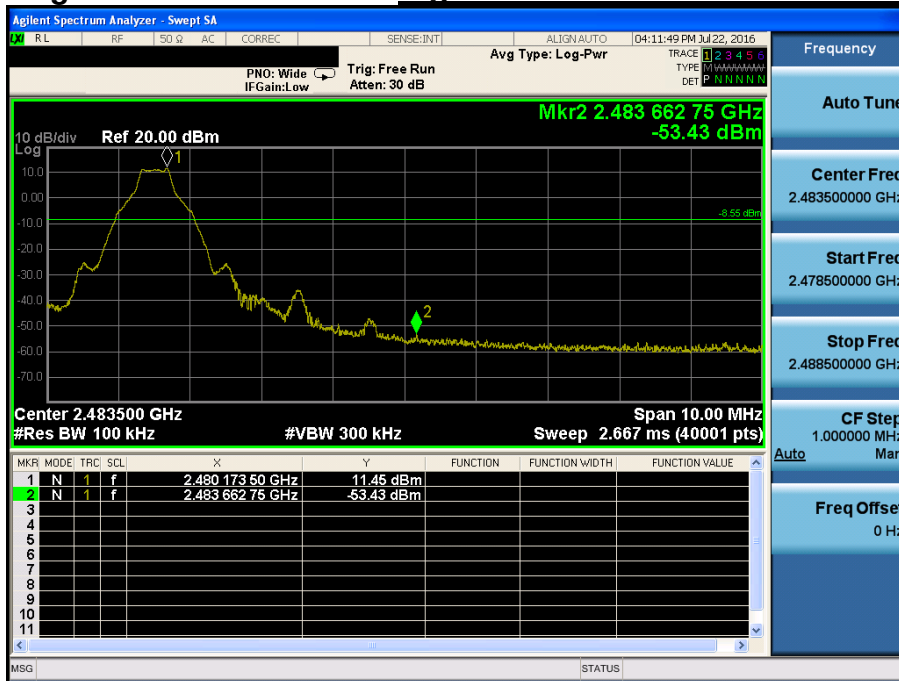 Agilent Spectrum Analyzer - Swept SA
LXI RL RF 50 Ω AC CORREC SENSE:INT ALIGN AUTO 04:11:49 PM Jul 22, 2016
Avg Type: Log-Pwr TRACE 1 2 3 4 5 6
PNO: Wide Trig: Free Run TYPE M
IFGain:Low Atten: 30 dB DET P N N N N N
Mkr2 2.483 662 75 GHz
-53.43 dBm
10 dB/div Ref 20.00 dBm
Log
1
10.0
0.00
-8.55 dBm
-10.0
-20.0
-30.0
-40.0
2
-50.0
-60.0
-70.0
Center 2.483500 GHz Span 10.00 MHz
#Res BW 100 kHz #VBW 300 kHz Sweep 2.667 ms (40001 pts)
MKR MODE TRC SCL X Y FUNCTION FUNCTION WIDTH FUNCTION VALUE
1 N 1 f 2.480 173 50 GHz 11.45 dBm
2 N 1 f 2.483 662 75 GHz -53.43 dBm
3
4
5
6
7
8
9
10
11
MSG STATUS
Frequency
Auto Tune
Center Freq
2.483500000 GHz
Start Freq
2.478500000 GHz
Stop Freq
2.488500000 GHz
CF Step
1.000000 MHz
Auto Man
Freq Offset
0 Hz